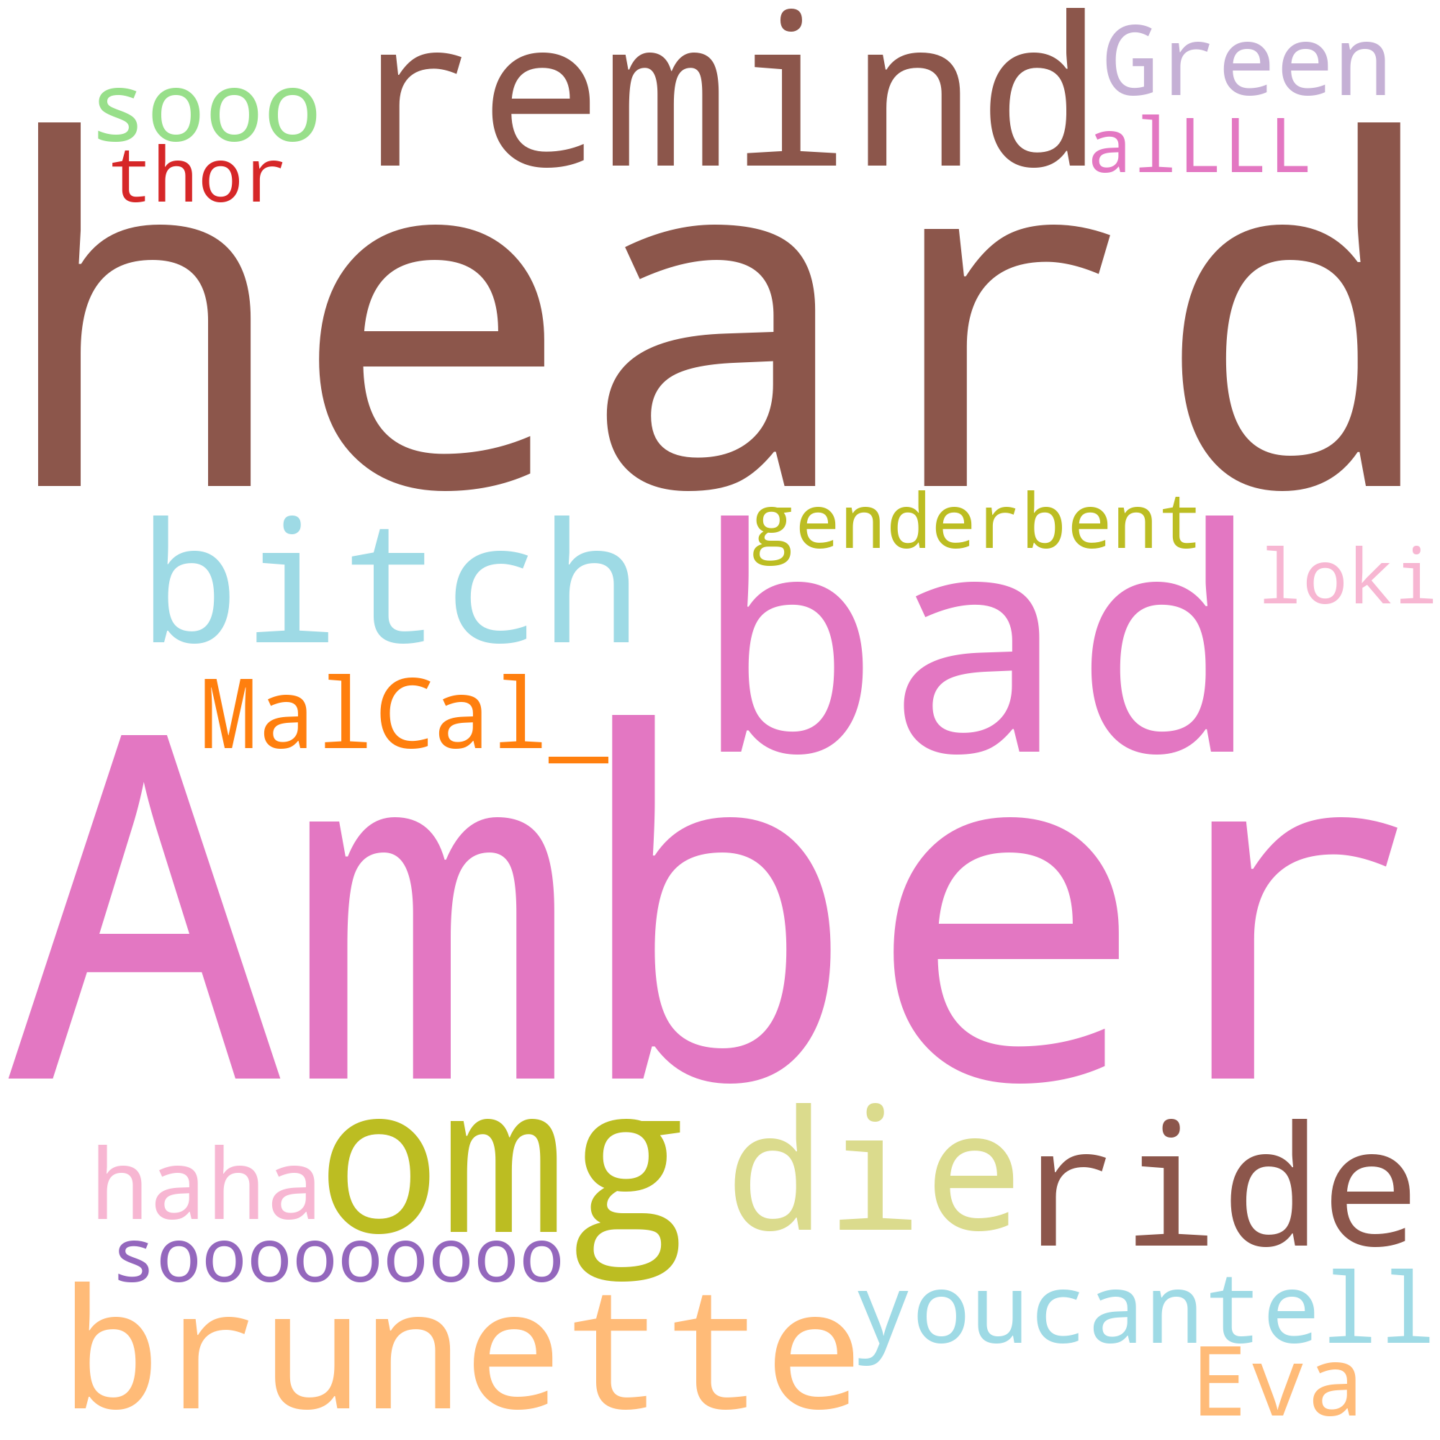 remind
Green
sooo
alLLL
thor
heard
genderbent
bitch
bad
loki
MalCal_
Amber
omg
die
ride
haha
sooooooooo
youcantell
brunette
Eva